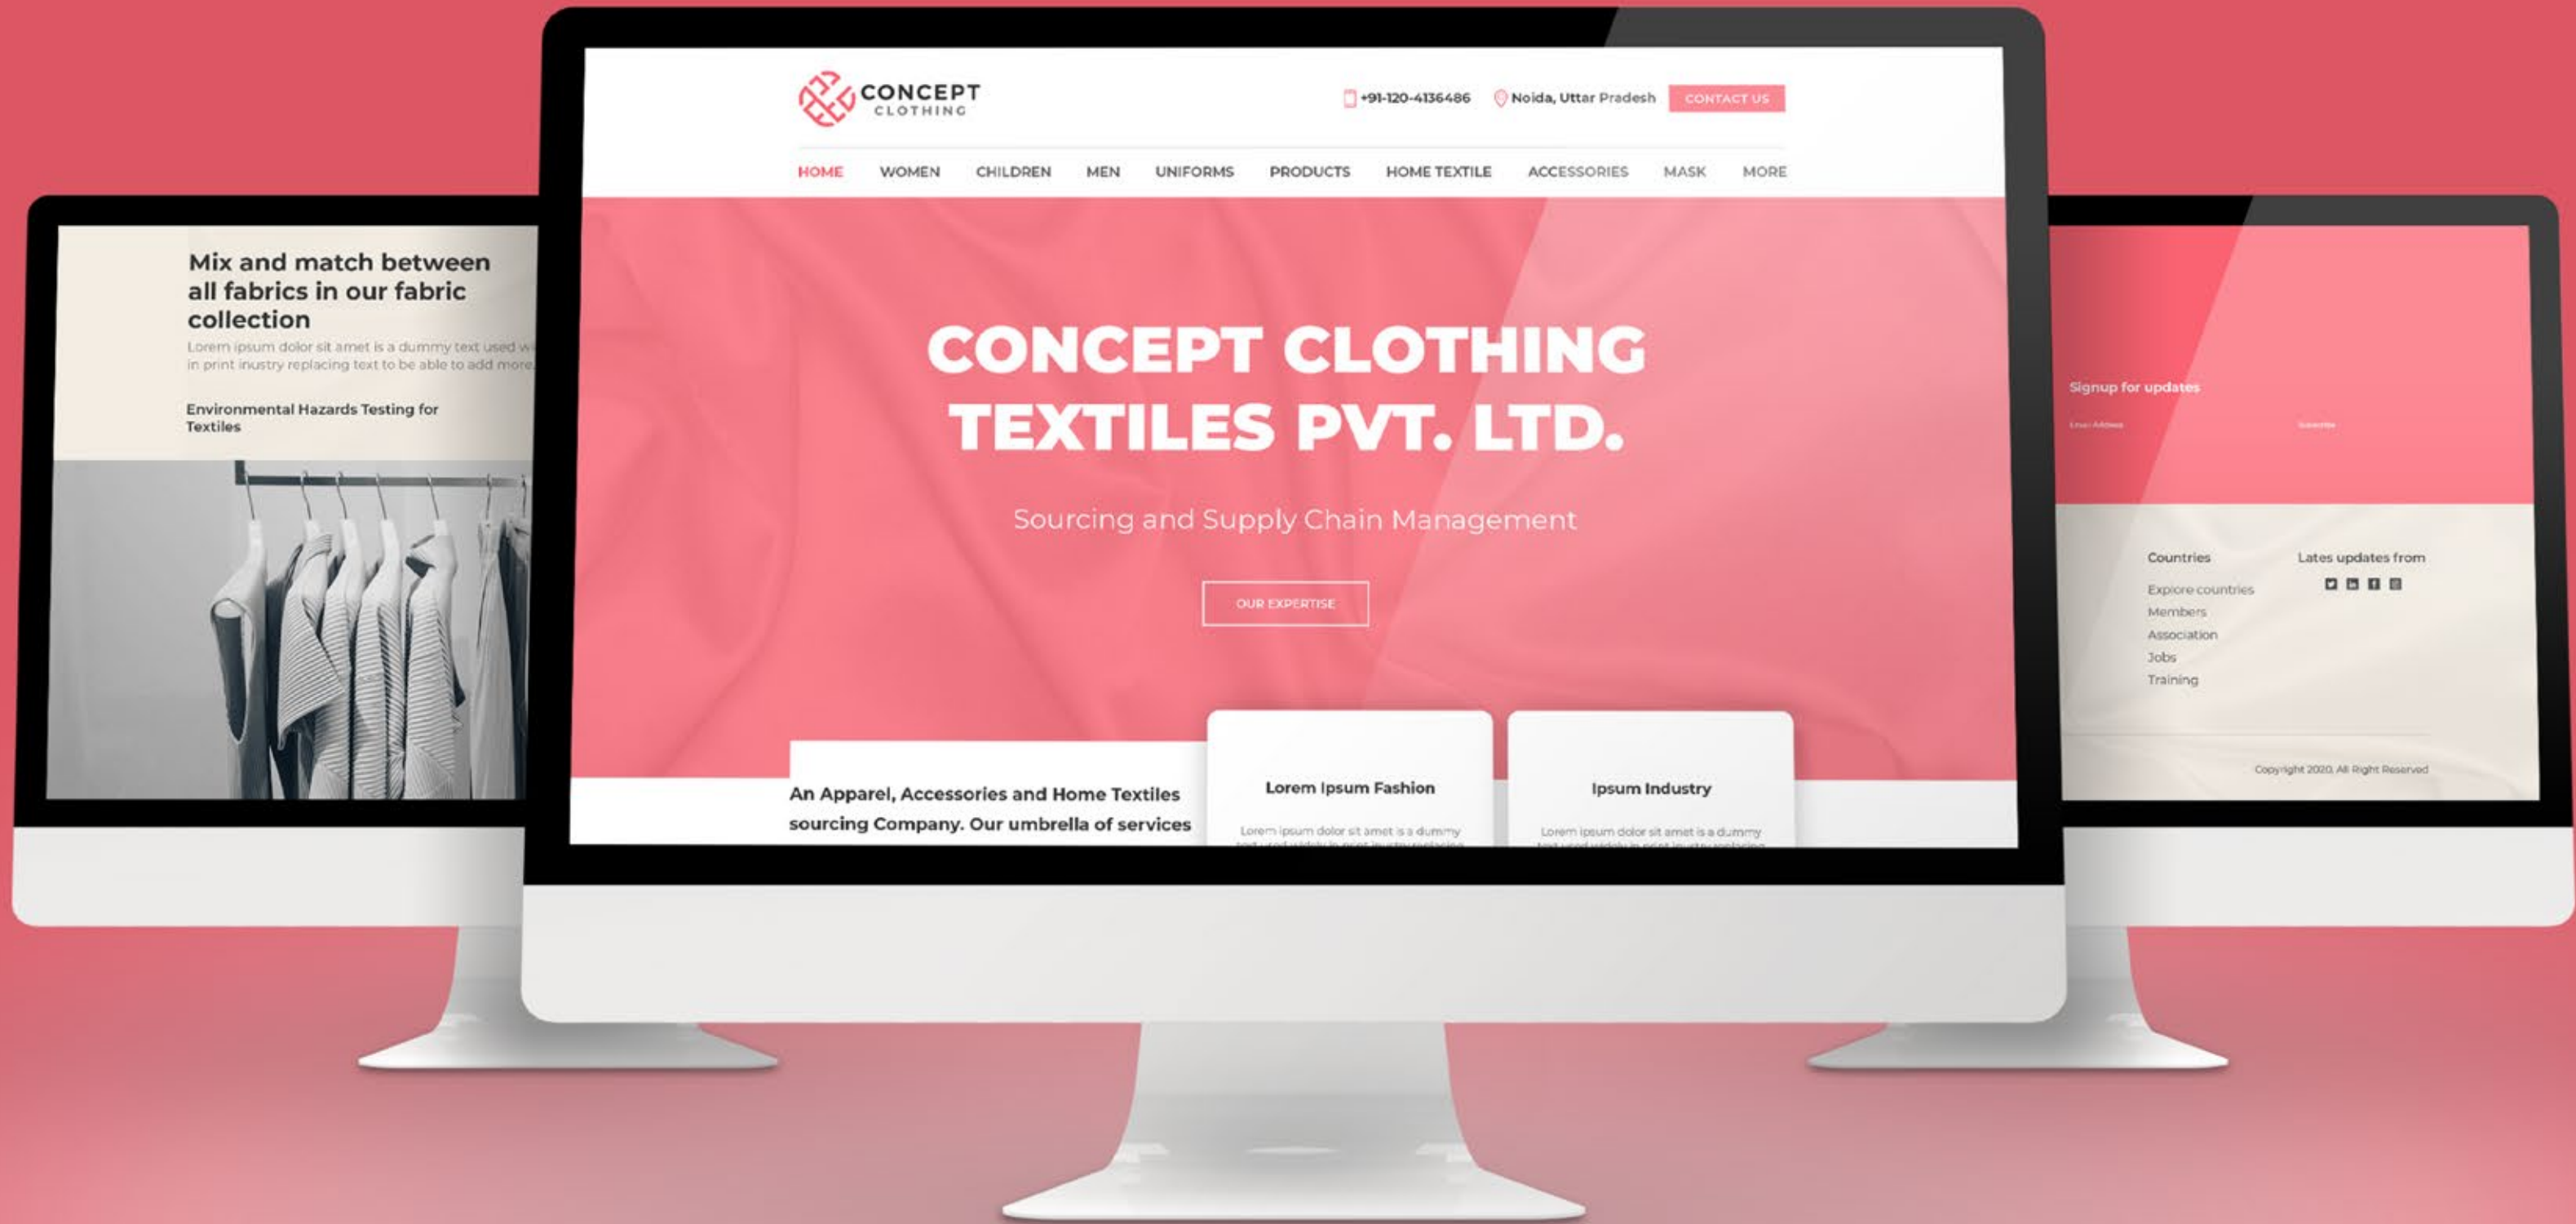 CONCEPT
CLOTHING
+91-120-4136486
Noida, Uttar Pradesh
CONTACT US
HOME WOMEN CHILDREN MEN UNIFORMS PRODUCTS HOME TEXTILE ACCESSORIES MASK MORE
CONCEPT CLOTHING
TEXTILES PVT. LTD.
Sourcing and Supply Chain Management
OUR EXPERTISE
An Apparel, Accessories and Home Textiles
sourcing Company. Our umbrella of services
Lorem Ipsum Fashion
Lorem ipsum dolor sit amet is a dummy
Ipsum Industry
Lorem ipsum dolor sit amet is a dummy
Mix and match between
all fabrics in our fabric
collection
Lorem ipsum dolor sit amet is a dummy text used
in print inustry replacing text to be able to add more
Environmental Hazards Testing for
Textiles
Signup for updates
Email Address
Subscribe
Countries
Explore countries
Members
Association
Jobs
Training
Lates updates from
Copyright 2020, All Right Reserved